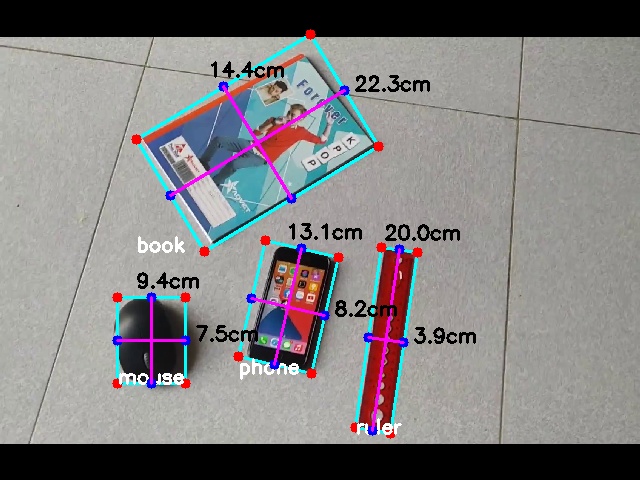 14.4cm
22.3cm
Forever
K
P O P
book
13.1cm
20.0cm
9.4cm
8.2cm
7.5cm
3.9cm
mouse
phone
ruler